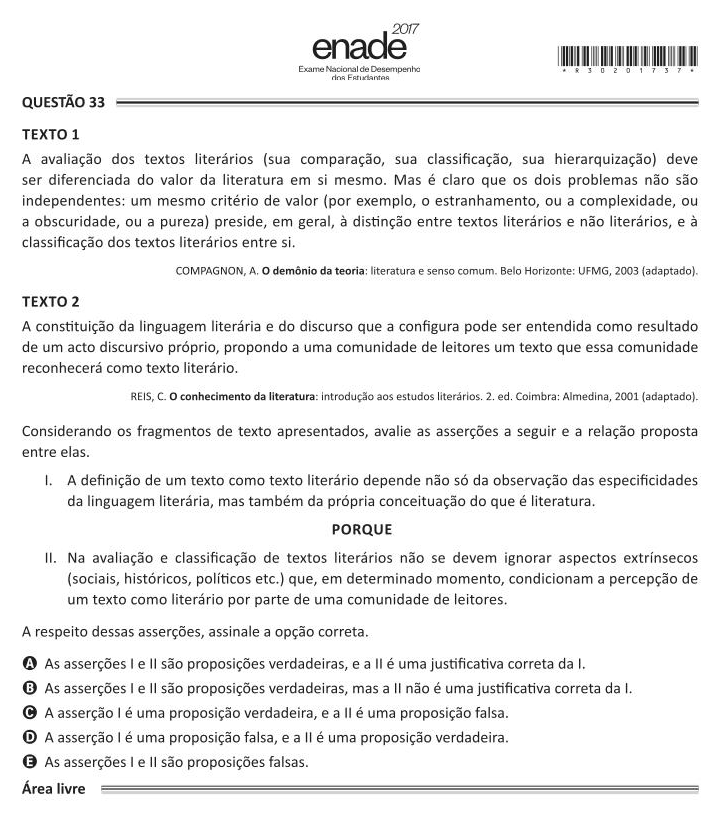 2017
enade
Exame Nacional de Desempenho
dos Estudantes
* R 3 0 2 0 1 7 3 7 *
QUESTÃO 33
TEXTO 1
A avaliação dos textos literários (sua comparação, sua classificação, sua hierarquização) deve
ser diferenciada do valor da literatura em si mesmo. Mas é claro que os dois problemas não são
independentes: um mesmo critério de valor (por exemplo, o estranhamento, ou a complexidade, ou
a obscuridade, ou a pureza) preside, em geral, à distinção entre textos literários e não literários, e à
classificação dos textos literários entre si.
COMPAGNON, A. O demônio da teoria: literatura e senso comum. Belo Horizonte: UFMG, 2003 (adaptado).
TEXTO 2
A constituição da linguagem literária e do discurso que a configura pode ser entendida como resultado
de um acto discursivo próprio, propondo a uma comunidade de leitores um texto que essa comunidade
reconhecerá como texto literário.
REIS, C. O conhecimento da literatura: introdução aos estudos literários. 2. ed. Coimbra: Almedina, 2001 (adaptado).
Considerando os fragmentos de texto apresentados, avalie as asserções a seguir e a relação proposta
entre elas.
I. A definição de um texto como texto literário depende não só da observação das especificidades
da linguagem literária, mas também da própria conceituação do que é literatura.
PORQUE
II. Na avaliação e classificação de textos literários não se devem ignorar aspectos extrínsecos
(sociais, históricos, políticos etc.) que, em determinado momento, condicionam a percepção de
um texto como literário por parte de uma comunidade de leitores.
A respeito dessas asserções, assinale a opção correta.
A As asserções I e II são proposições verdadeiras, e a II é uma justificativa correta da I.
B As asserções I e II são proposições verdadeiras, mas a II não é uma justificativa correta da I.
C A asserção I é uma proposição verdadeira, e a II é uma proposição falsa.
D A asserção I é uma proposição falsa, e a II é uma proposição verdadeira.
E As asserções I e II são proposições falsas.
Área livre